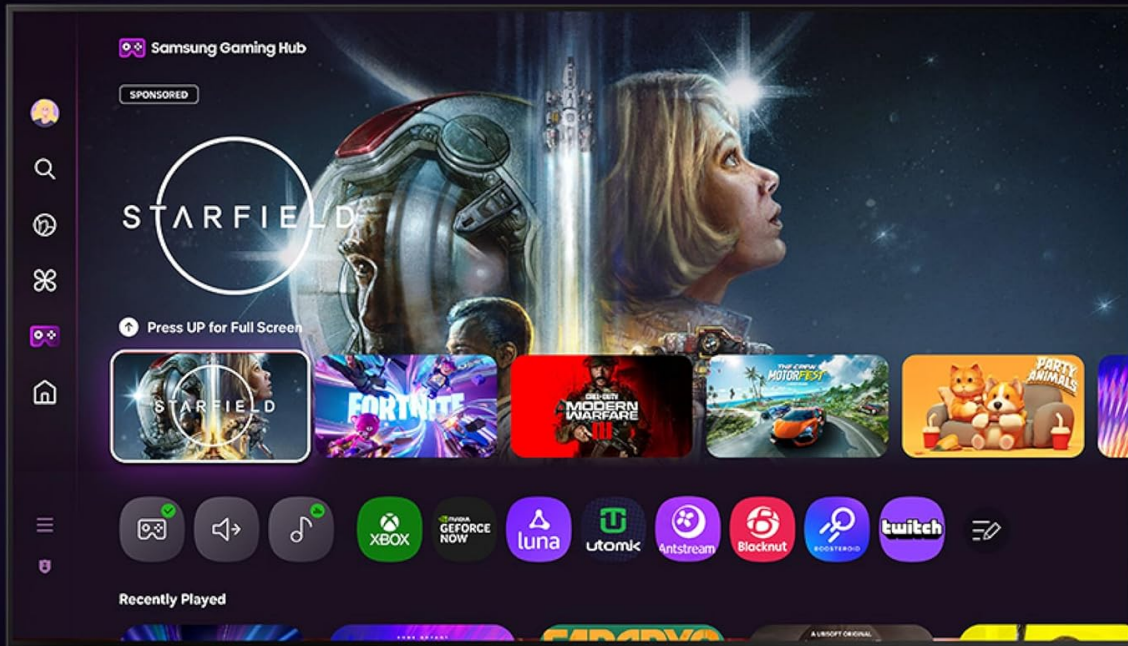 Samsung Gaming Hub
SPONSORED
STARFIELD
Press UP for Full Screen
STARFIELD
FORTNITE
CALL OF DUTY
MODERN
WARFARE
III
THE CREW
MOTORFEST
PARTY
ANIMALS
XBOX
NVIDIA
GEFORCE
NOW
luna
utomik
Antstream
Blacknut
BOOSTEROID
twitch
Recently Played
A UBISOFT ORIGINAL